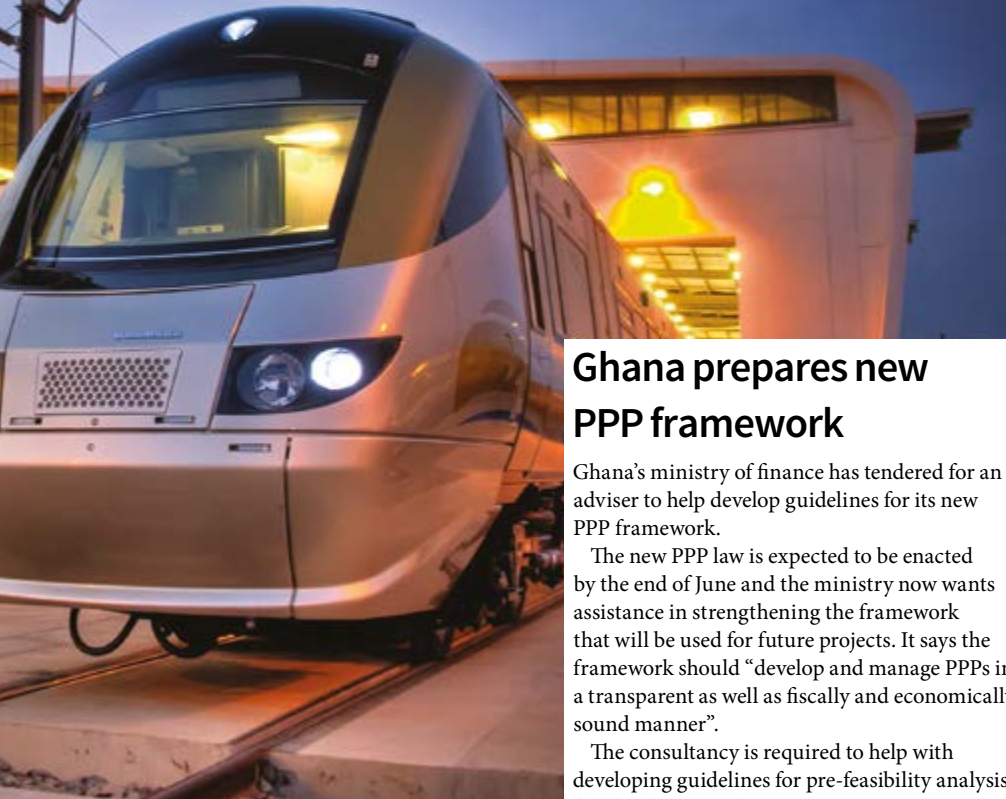 Ghana prepares new
PPP framework
Ghana’s ministry of finance has tendered for an
adviser to help develop guidelines for its new
PPP framework.
The new PPP law is expected to be enacted
by the end of June and the ministry now wants
assistance in strengthening the framework
that will be used for future projects. It says the
framework should “develop and manage PPPs in
a transparent as well as fiscally and economically
sound manner”.
The consultancy is required to help with
developing guidelines for pre-feasibility analysis